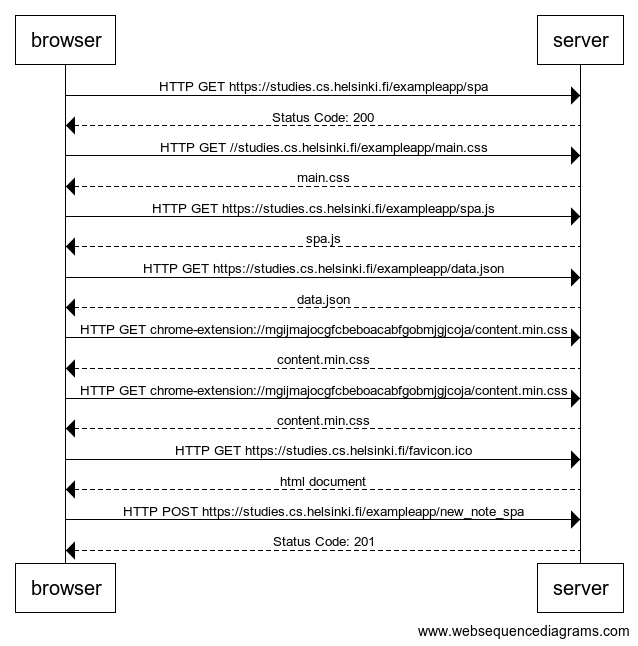 browser server
HTTP GET https://studies.cs.helsinki.fi/exampleapp/spa
Status Code: 200
HTTP GET //studies.cs.helsinki.fi/exampleapp/main.css
main.css
HTTP GET https://studies.cs.helsinki.fi/exampleapp/spa.js
spa.js
HTTP GET https://studies.cs.helsinki.fi/exampleapp/data.json
data.json
HTTP GET chrome-extension://mgijmajocgfcbeboacabfgobmjgjcoja/content.min.css
content.min.css
HTTP GET chrome-extension://mgijmajocgfcbeboacabfgobmjgjcoja/content.min.css
content.min.css
HTTP GET https://studies.cs.helsinki.fi/favicon.ico
html document
HTTP POST https://studies.cs.helsinki.fi/exampleapp/new_note_spa
Status Code: 201
browser server
www.websequencediagrams.com